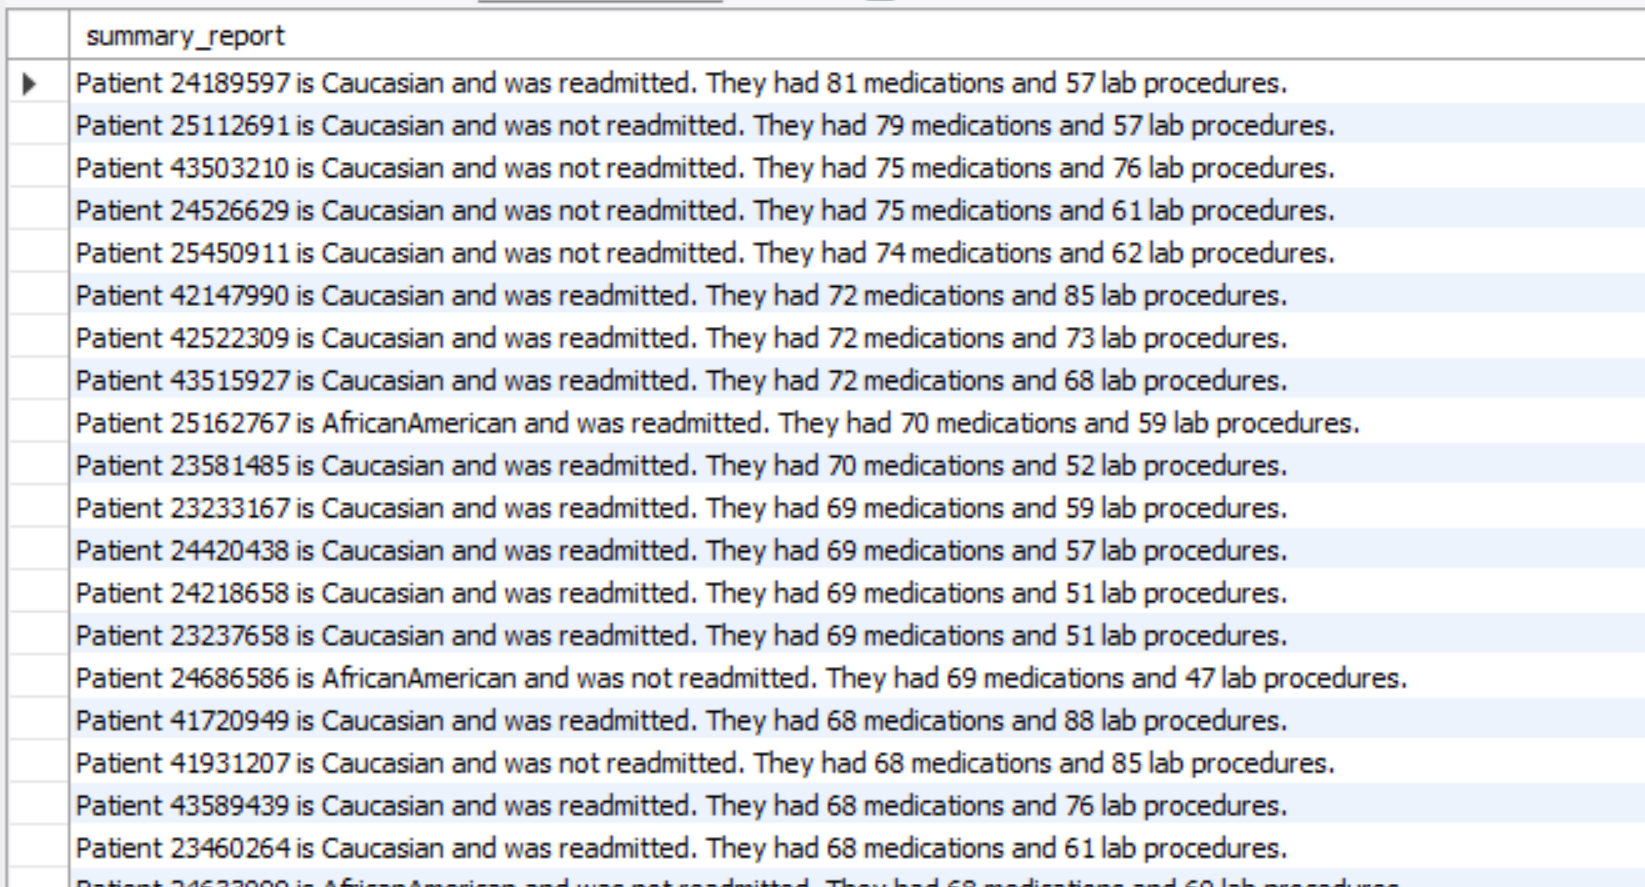 summary_report
Patient 24189597 is Caucasian and was readmitted. They had 81 medications and 57 lab procedures.
Patient 25112691 is Caucasian and was not readmitted. They had 79 medications and 57 lab procedures.
Patient 43503210 is Caucasian and was not readmitted. They had 75 medications and 76 lab procedures.
Patient 24526629 is Caucasian and was not readmitted. They had 75 medications and 61 lab procedures.
Patient 25450911 is Caucasian and was not readmitted. They had 74 medications and 62 lab procedures.
Patient 42147990 is Caucasian and was readmitted. They had 72 medications and 85 lab procedures.
Patient 42522309 is Caucasian and was readmitted. They had 72 medications and 73 lab procedures.
Patient 43515927 is Caucasian and was readmitted. They had 72 medications and 68 lab procedures.
Patient 25162767 is AfricanAmerican and was readmitted. They had 70 medications and 59 lab procedures.
Patient 23581485 is Caucasian and was readmitted. They had 70 medications and 52 lab procedures.
Patient 23233167 is Caucasian and was readmitted. They had 69 medications and 59 lab procedures.
Patient 24420438 is Caucasian and was readmitted. They had 69 medications and 57 lab procedures.
Patient 24218658 is Caucasian and was readmitted. They had 69 medications and 51 lab procedures.
Patient 23237658 is Caucasian and was readmitted. They had 69 medications and 51 lab procedures.
Patient 24686586 is AfricanAmerican and was not readmitted. They had 69 medications and 47 lab procedures.
Patient 41720949 is Caucasian and was readmitted. They had 68 medications and 88 lab procedures.
Patient 41931207 is Caucasian and was not readmitted. They had 68 medications and 85 lab procedures.
Patient 43589439 is Caucasian and was readmitted. They had 68 medications and 76 lab procedures.
Patient 23460264 is Caucasian and was readmitted. They had 68 medications and 61 lab procedures.
Patient is AfricanAmerican and was not readmitted. They had medications and lab procedures.